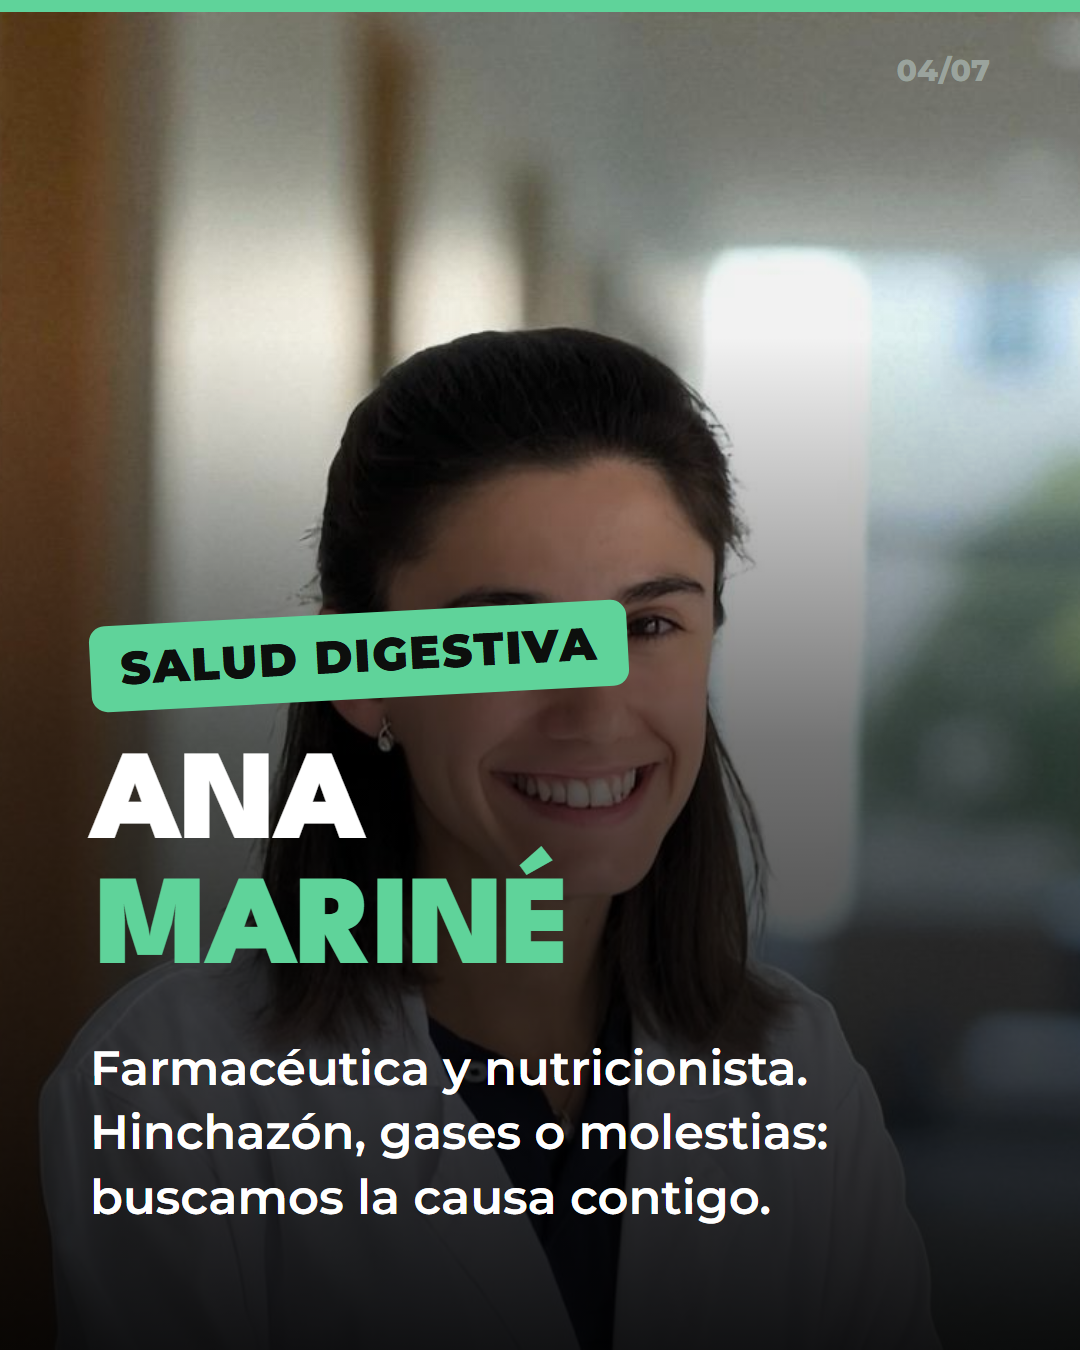 04/07
SALUD DIGESTIVA
ANA
MARINÉ
Farmacéutica y nutricionista.
Hinchazón, gases o molestias:
buscamos la causa contigo.